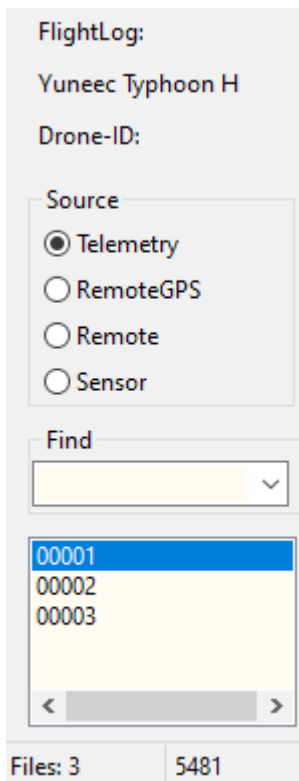 FlightLog:
Yuneec Typhoon H
Drone-ID:
Source
Telemetry
RemoteGPS
Remote
Sensor
Find
00001
00002
00003
Files: 3 5481